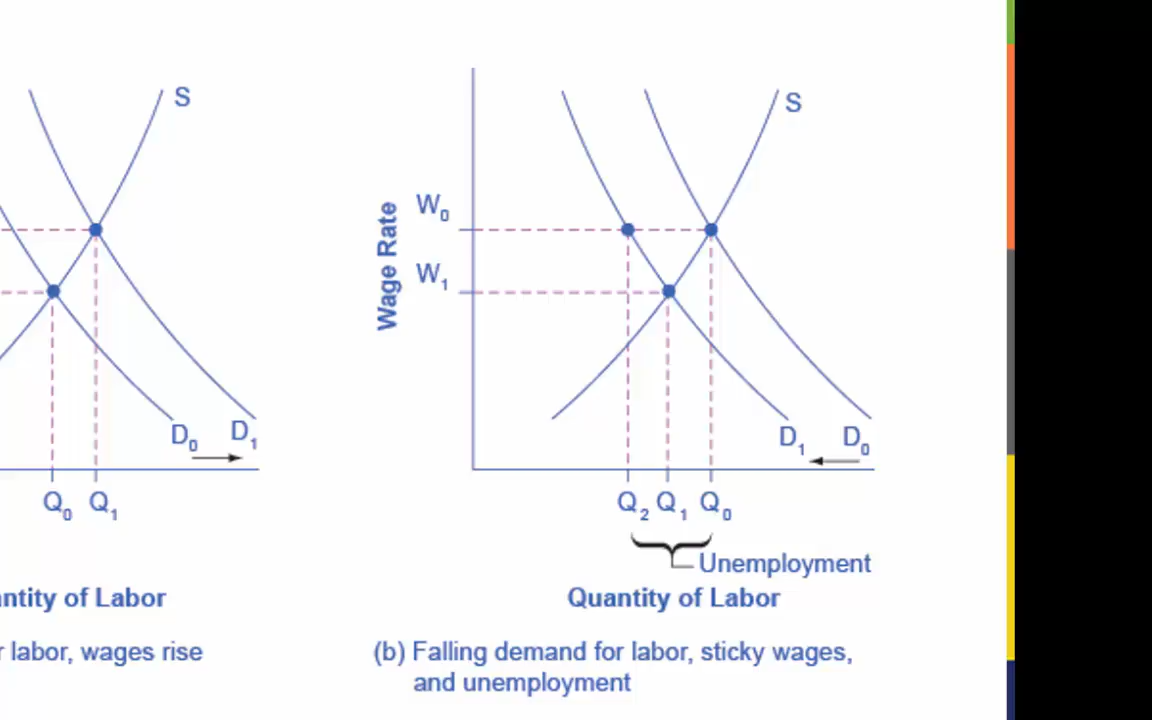 S
D0 D1
Q0 Q1
ntity of Labor
r labor, wages rise
S
W0
W1
Wage Rate
D1 D0
Q2 Q1 Q0
Unemployment
Quantity of Labor
(b) Falling demand for labor, sticky wages,
and unemployment